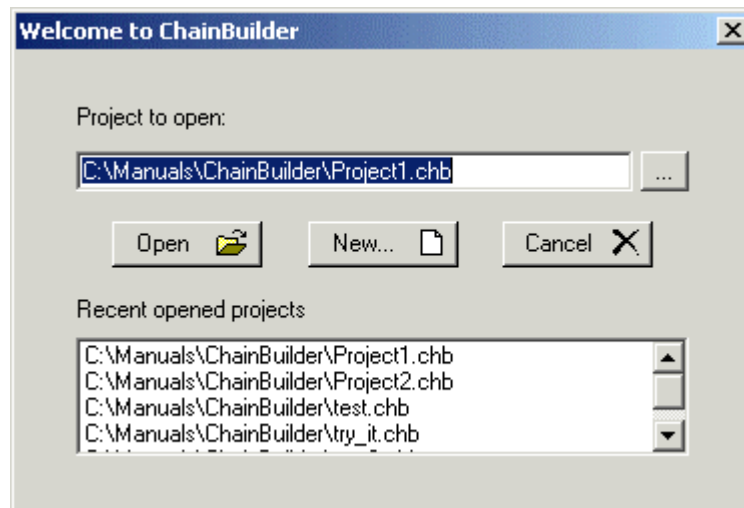 Welcome to ChainBuilder
Project to open:
C:\Manuals\ChainBuilder\Project1.chb
...
Open New... Cancel
Recent opened projects
C:\Manuals\ChainBuilder\Project1.chb
C:\Manuals\ChainBuilder\Project2.chb
C:\Manuals\ChainBuilder\test.chb
C:\Manuals\ChainBuilder\try_it.chb